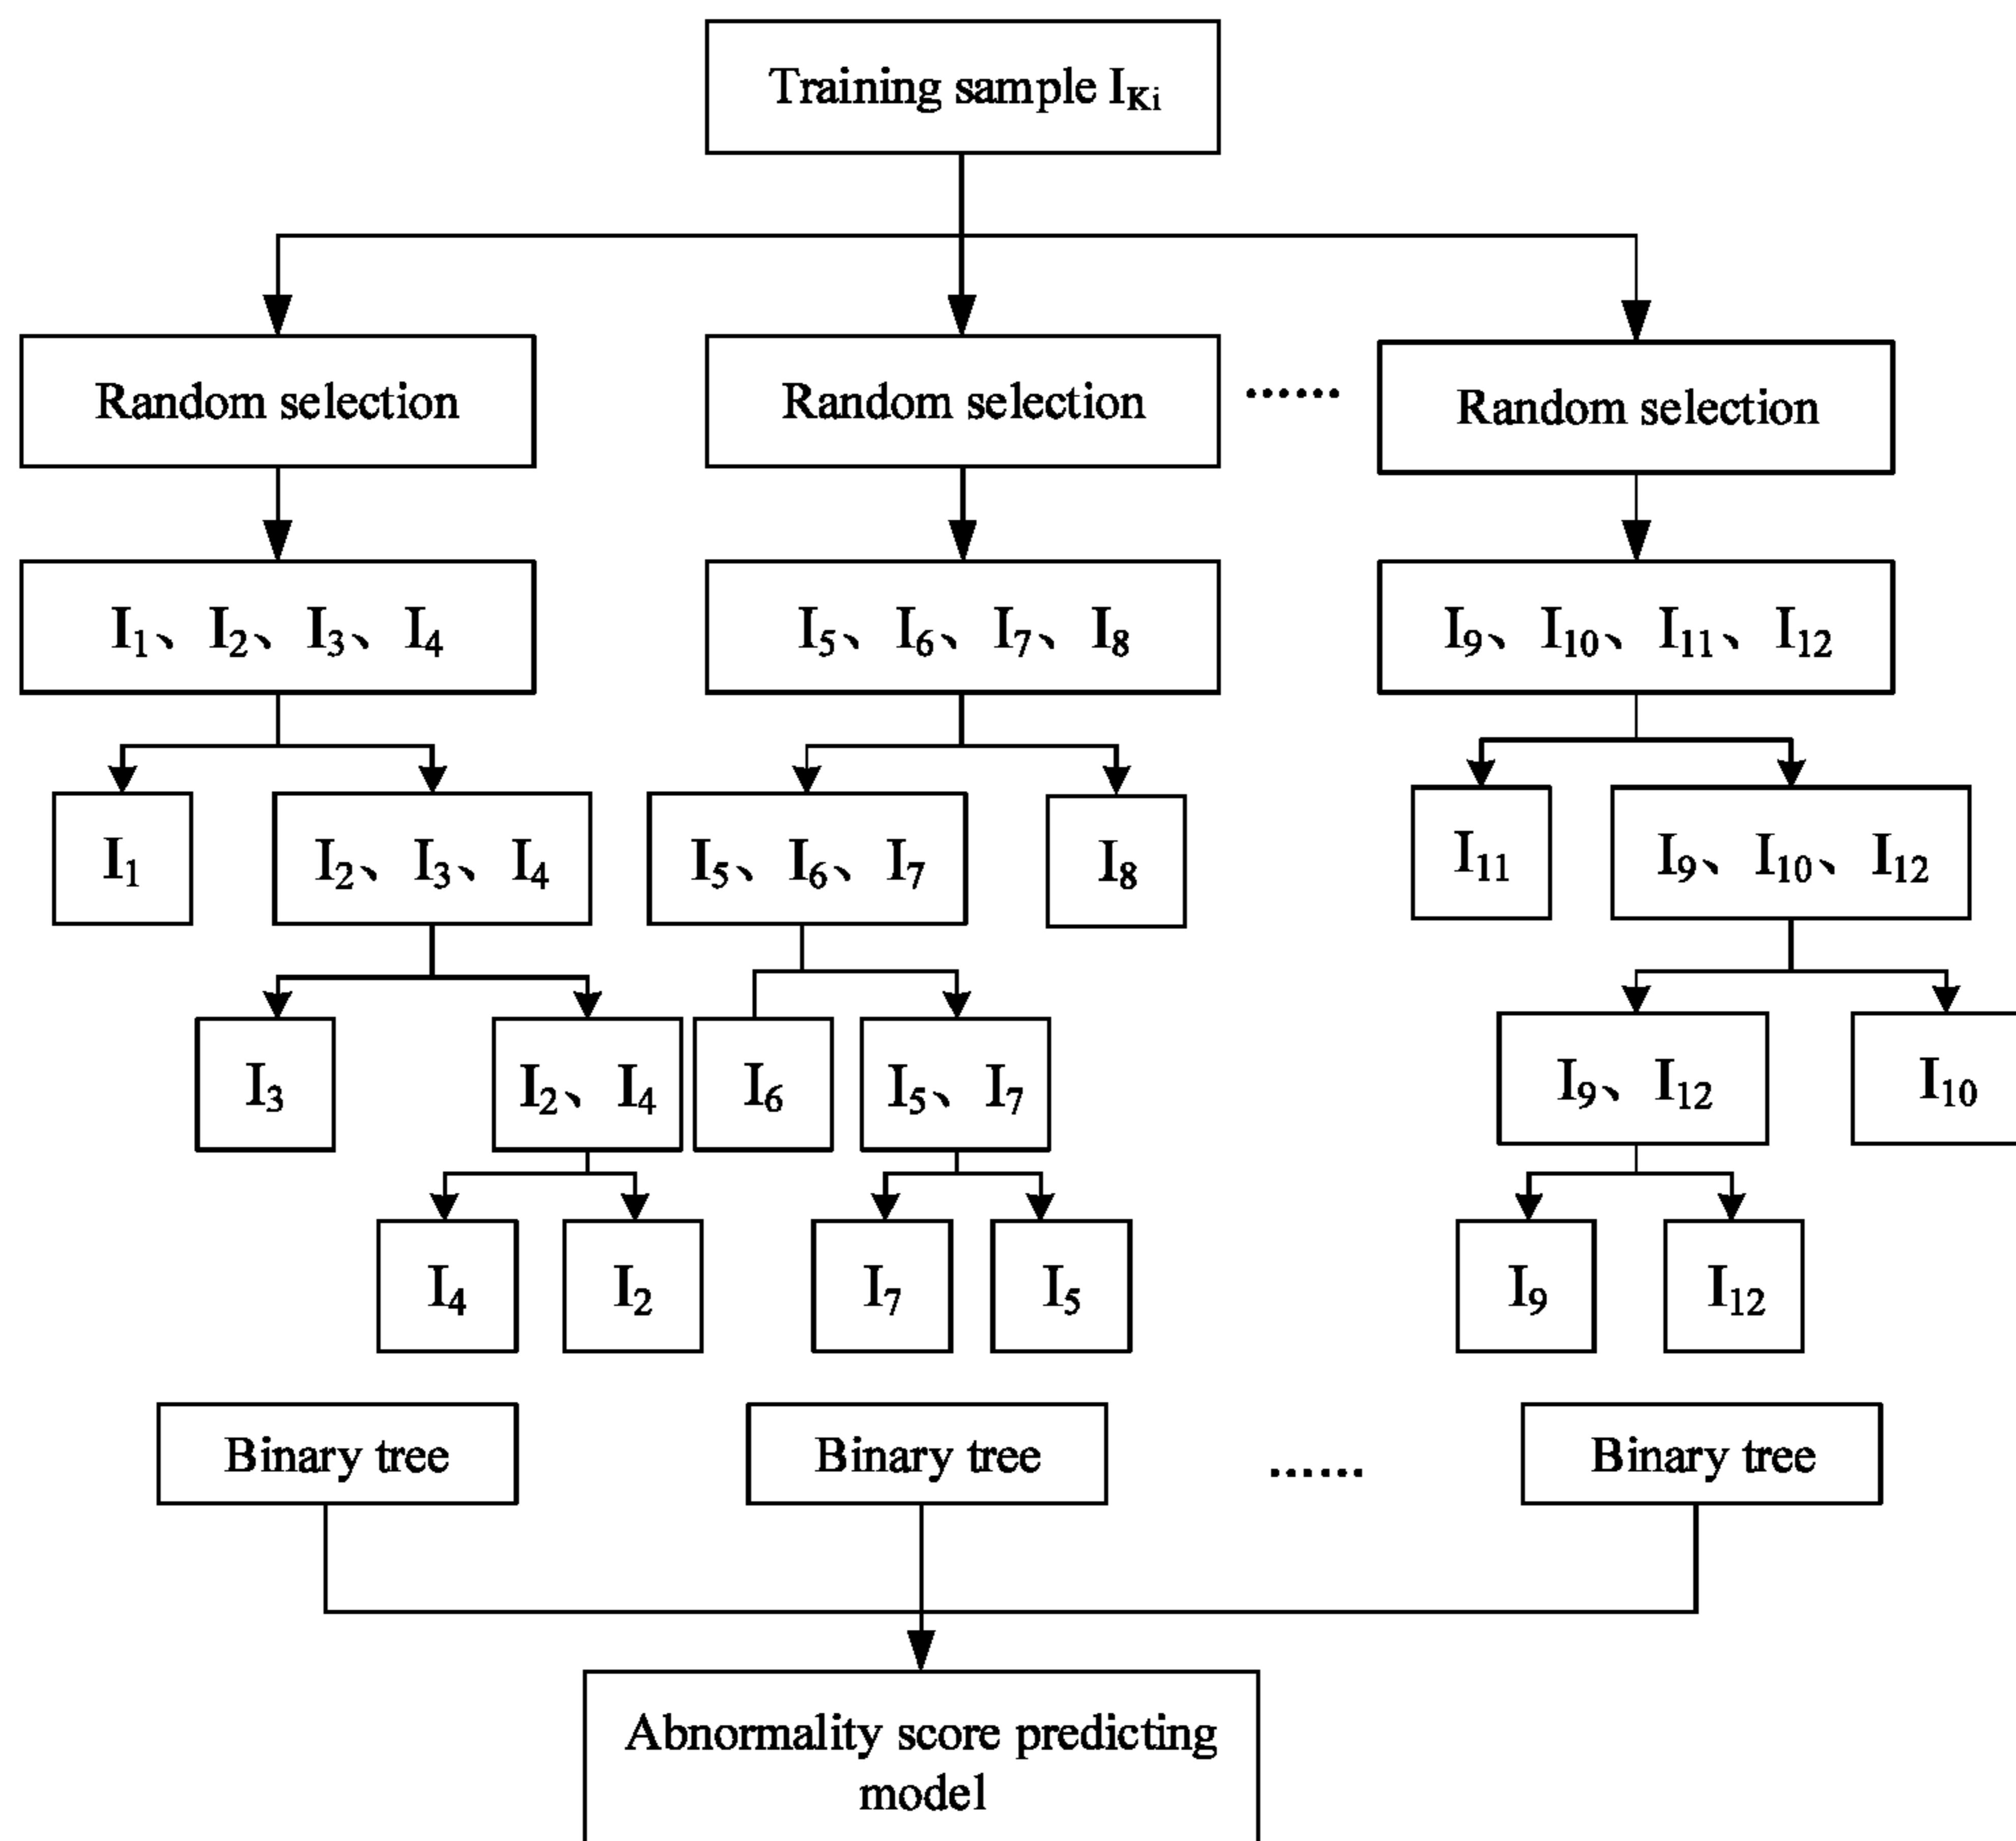 Training sample I_Ki
Random selection
Random selection
……
Random selection
I₁、I₂、I₃、I₄
I₅、I₆、I₇、I₈
I₉、I₁₀、I₁₁、I₁₂
I₁
I₂、I₃、I₄
I₅、I₆、I₇
I₈
I₁₁
I₉、I₁₀、I₁₂
I₃
I₂、I₄
I₆
I₅、I₇
I₉、I₁₂
I₁₀
I₄
I₂
I₇
I₅
I₉
I₁₂
Binary tree
Binary tree
……
Binary tree
Abnormality score predicting
model